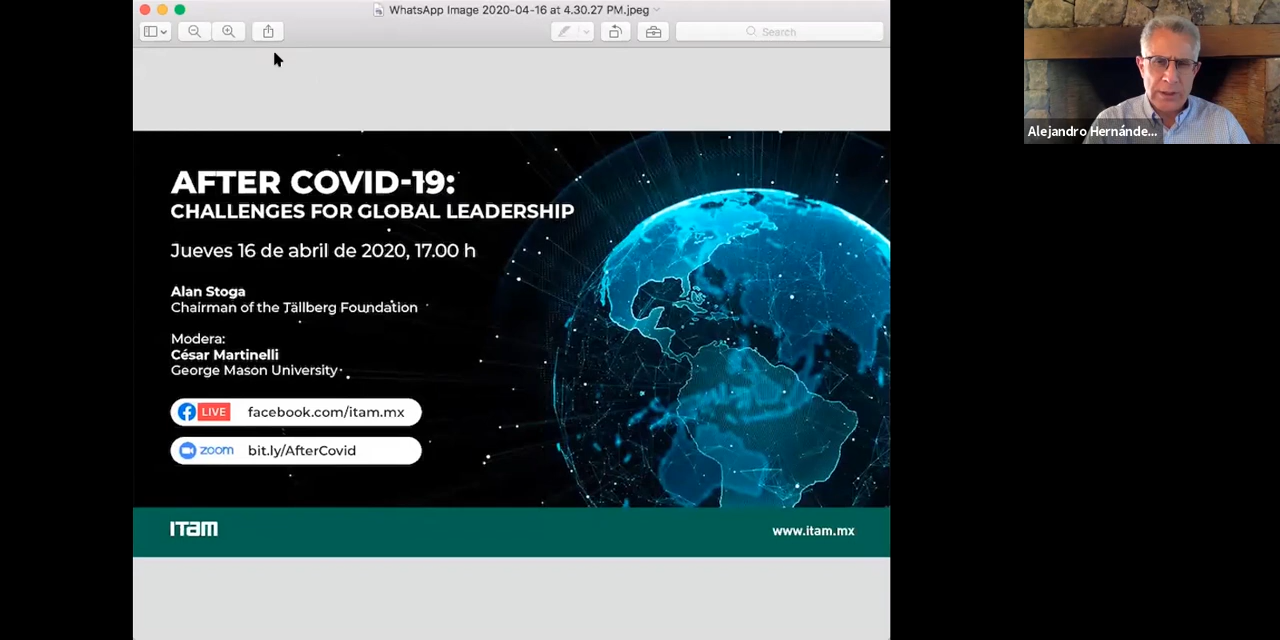 WhatsApp Image 2020-04-16 at 4.30.27 PM.jpeg
Search
Alejandro Hernánde...
AFTER COVID-19:
CHALLENGES FOR GLOBAL LEADERSHIP
Jueves 16 de abril de 2020, 17.00 h
Alan Stoga
Chairman of the Tällberg Foundation
Modera:
César Martinelli
George Mason University
LIVE facebook.com/itam.mx
zoom bit.ly/AfterCovid
ITAM www.itam.mx